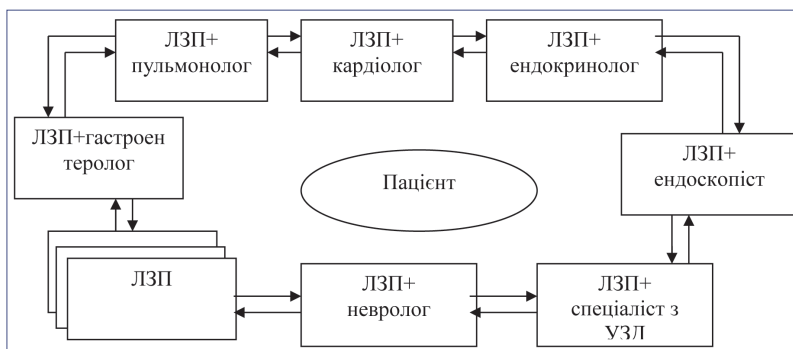 ЛЗП+
пульмонолог
ЛЗП+
кардіолог
ЛЗП+
ендокринолог
ЛЗП+гастроен
теролог
Пацієнт
ЛЗП+
ендоскопіст
ЛЗП
ЛЗП+
невролог
ЛЗП+
спеціаліст з
УЗД